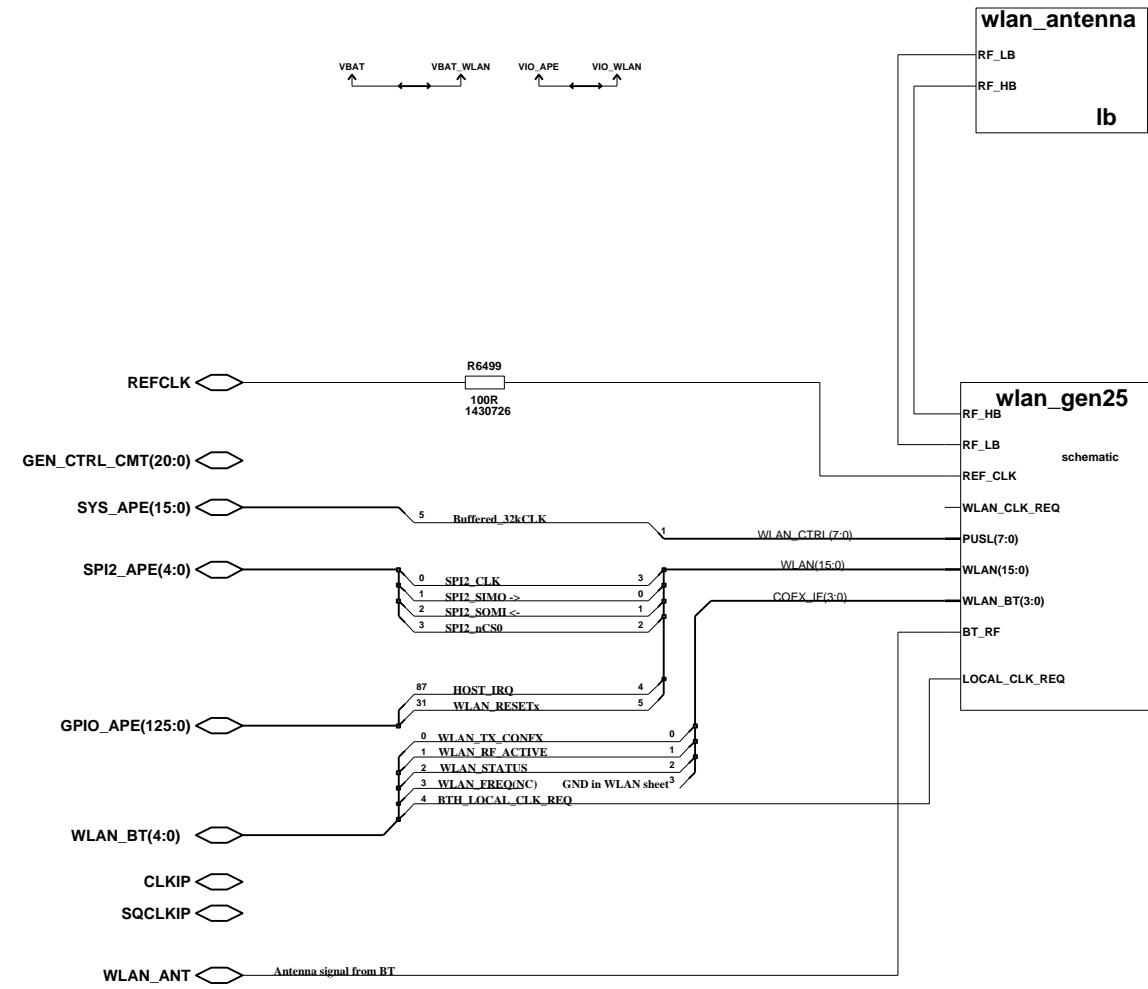 wlan_antenna
RF_LB
RF_HB
lb
VBAT VBAT_WLAN VIO_APE VIO_WLAN
R6499
REFCLK
100R
1430726
wlan_gen25
RF_HB
RF_LB
schematic
GEN_CTRL_CMT(20:0)
REF_CLK
SYS_APE(15:0)
WLAN_CLK_REQ
5 Buffered_32kCLK 1 WLAN_CTRL(7:0)
PUSL(7:0)
SPI2_APE(4:0)
WLAN(15:0)
WLAN(15:0)
0 SPI2_CLK 3
1 SPI2_SIMO -> 0
2 SPI2_SOMI <- 1
3 SPI2_nCS0 2
COEX_IF(3:0)
WLAN_BT(3:0)
BT_RF
LOCAL_CLK_REQ
87 HOST_IRQ 4
31 WLAN_RESETx 5
GPIO_APE(125:0)
0 WLAN_TX_CONFX 0
1 WLAN_RF_ACTIVE 1
2 WLAN_STATUS 2
3 WLAN_FREQ(NC) GND in WLAN sheet 3
4 BTH_LOCAL_CLK_REQ
WLAN_BT(4:0)
CLKIP
SQCLKIP
WLAN_ANT Antenna signal from BT